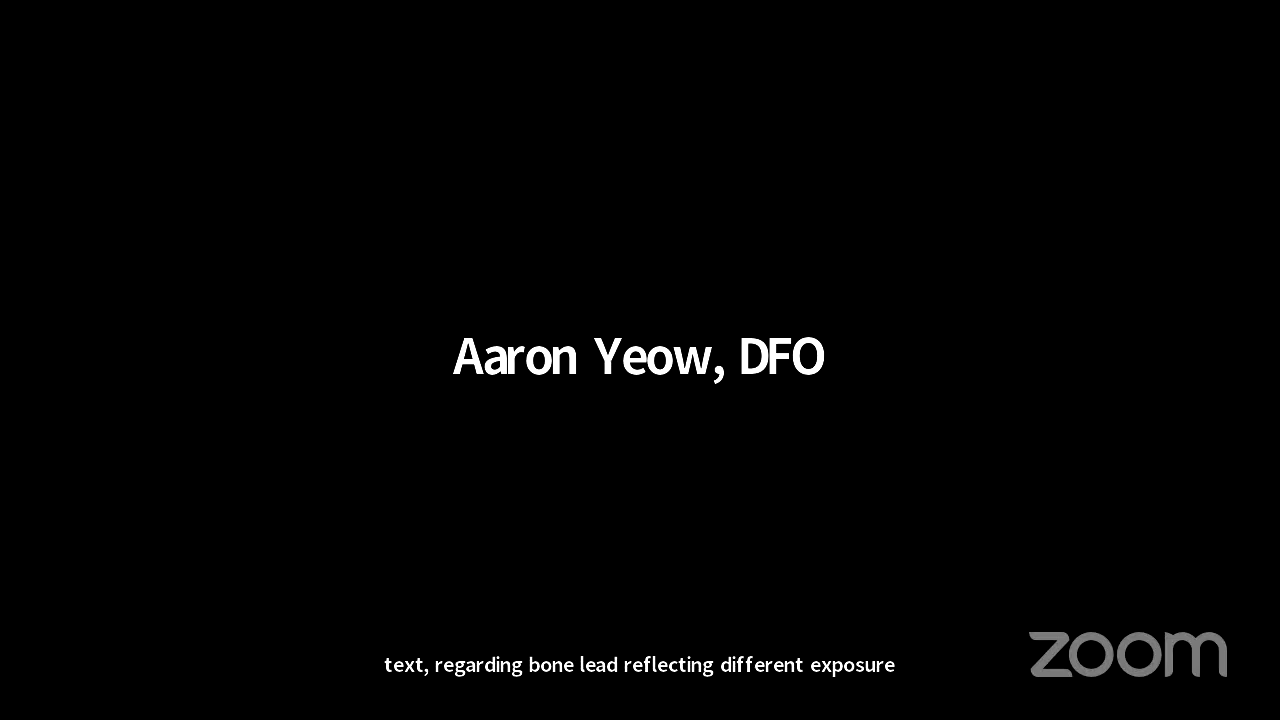 Aaron Yeow, DFO
text, regarding bone lead reflecting different exposure
zoom